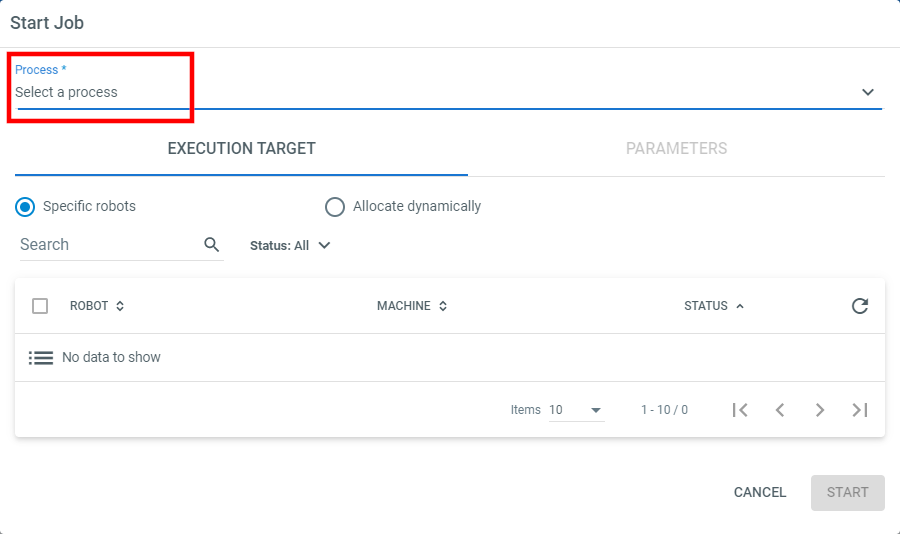 Start Job
Process *
Select a process
EXECUTION TARGET
PARAMETERS
Specific robots
Allocate dynamically
Search
Status: All
ROBOT
MACHINE
STATUS
No data to show
Items 10
1 - 10 / 0
CANCEL
START